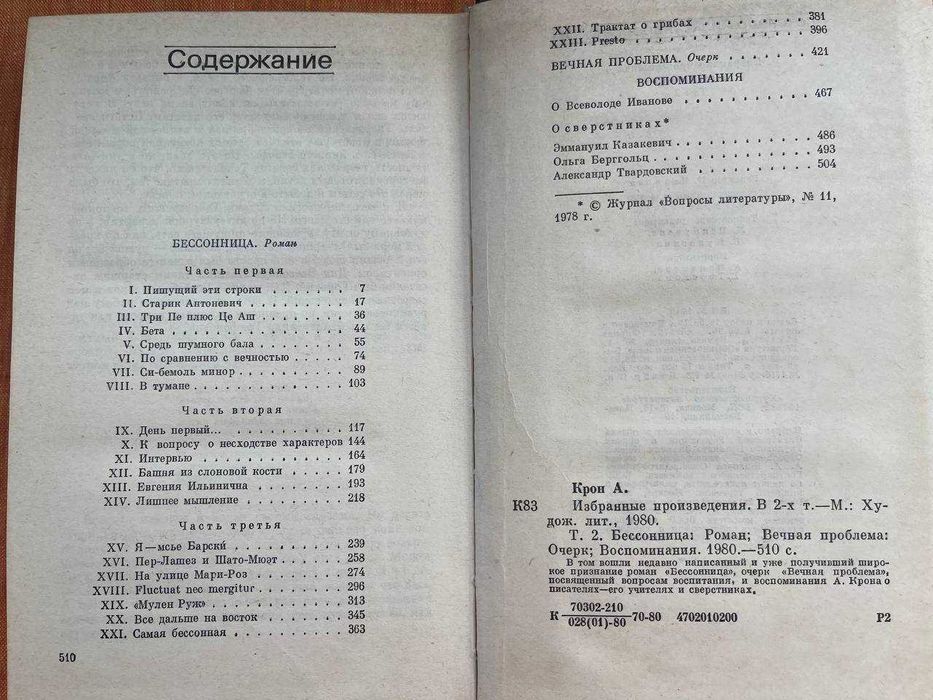 Содержание
БЕССОННИЦА. Роман
Часть первая
I. Пишущий эти строки . . . . . . . 7
II. Старик Антоневич . . . . . . . . . 17
III. Три Пе плюс Це Аш . . . . . . . . 36
IV. Бета . . . . . . . . . . . . . . . 44
V. Средь шумного бала . . . . . . . . 55
VI. По сравнению с вечностью . . . . . 74
VII. Си-бемоль минор . . . . . . . . . 89
VIII. В тумане . . . . . . . . . . . . . 103
Часть вторая
IX. День первый... . . . . . . . . . . 117
X. К вопросу о несходстве характеров 144
XI. Интервью . . . . . . . . . . . . . 164
XII. Башня из слоновой кости . . . . . . 179
XIII. Евгения Ильинична . . . . . . . . 193
XIV. Лишнее мышление . . . . . . . . . 218
Часть третья
XV. Я—мсье Барски́ . . . . . . . . . . 239
XVI. Пер-Лашез и Шато-Мюэт . . . . . . 258
XVII. На улице Мари-Роз . . . . . . . . 274
XVIII. Fluctuat nec mergitur . . . . . . . 296
XIX. «Мулен Руж» . . . . . . . . . . . 313
XX. Все дальше на восток . . . . . . . 345
XXI. Самая бессонная . . . . . . . . . 363
510
XXII. Трактат о грибах . . . . . . . . . 381
XXIII. Presto . . . . . . . . . . . . . . 396
ВЕЧНАЯ ПРОБЛЕМА. Очерк . . . . . . . 421
ВОСПОМИНАНИЯ
О Всеволоде Иванове . . . . . . . . . . . 467
О сверстниках*
Эммануил Казакевич . . . . . . . . . . . 486
Ольга Берггольц . . . . . . . . . . . . . 493
Александр Твардовский . . . . . . . . . . 504
* © Журнал «Вопросы литературы», № 11,
1978 г.
Крон А.
К83 Избранные произведения. В 2-х т.—М.: Ху-
дож. лит., 1980.
Т. 2. Бессонница: Роман; Вечная проблема:
Очерк; Воспоминания. 1980.—510 с.
В том вошли недавно написанный и уже получивший широ-
кое признание роман «Бессонница», очерк «Вечная проблема»,
посвященный вопросам воспитания, и воспоминания А. Крона о
писателях—его учителях и сверстниках.
К 70302-210
028(01)-80 70-80 4702010200 Р2